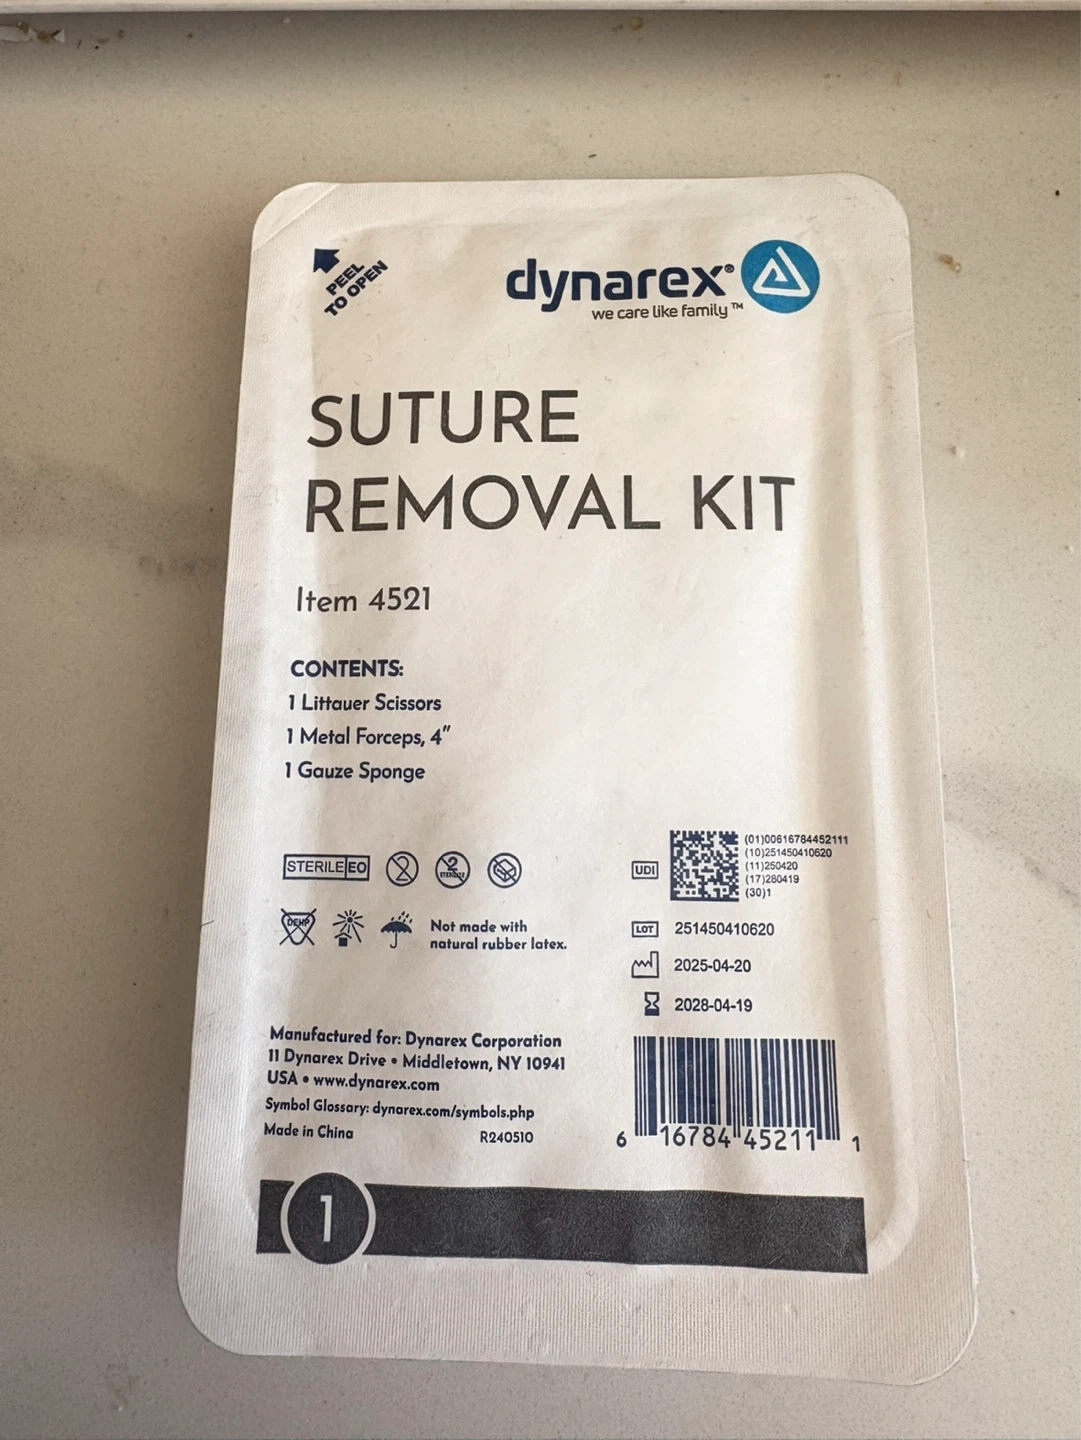 PEEL
TO OPEN
dynarex®
we care like family™
SUTURE
REMOVAL KIT
Item 4521
CONTENTS:
1 Littauer Scissors
1 Metal Forceps, 4"
1 Gauze Sponge
STERILE EO
2
2
STERILIZE
UDI
(01)00616784452111
(10)251450410620
(11)250420
(17)280419
(30)1
DEHP
Not made with
natural rubber latex.
LOT 251450410620
2025-04-20
2028-04-19
Manufactured for: Dynarex Corporation
11 Dynarex Drive • Middletown, NY 10941
USA • www.dynarex.com
Symbol Glossary: dynarex.com/symbols.php
Made in China R240510
6 16784 45211 1
1